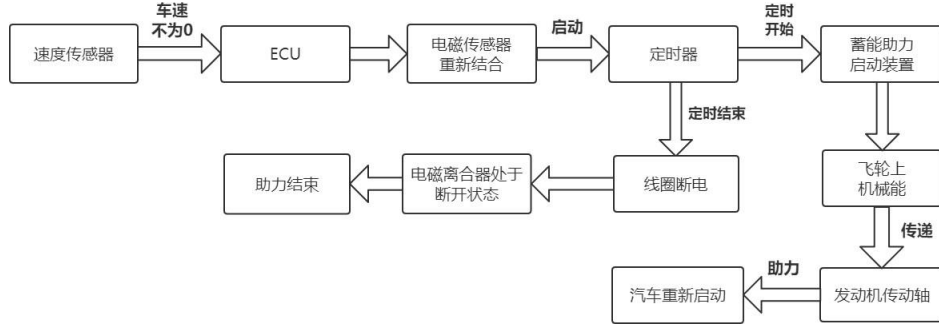 速度传感器
车速
不为0
ECU
电磁传感器
重新结合
启动
定时器
定时
开始
蓄能助力
启动装置
定时结束
助力结束
电磁离合器处于
断开状态
线圈断电
飞轮上
机械能
传递
汽车重新启动
助力
发动机传动轴